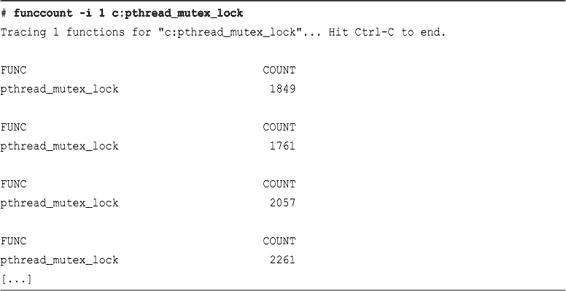 # funccount -i 1 c:pthread_mutex_lock
Tracing 1 functions for "c:pthread_mutex_lock"... Hit Ctrl-C to end.
FUNC COUNT
pthread_mutex_lock 1849
FUNC COUNT
pthread_mutex_lock 1761
FUNC COUNT
pthread_mutex_lock 2057
FUNC COUNT
pthread_mutex_lock 2261
[...]